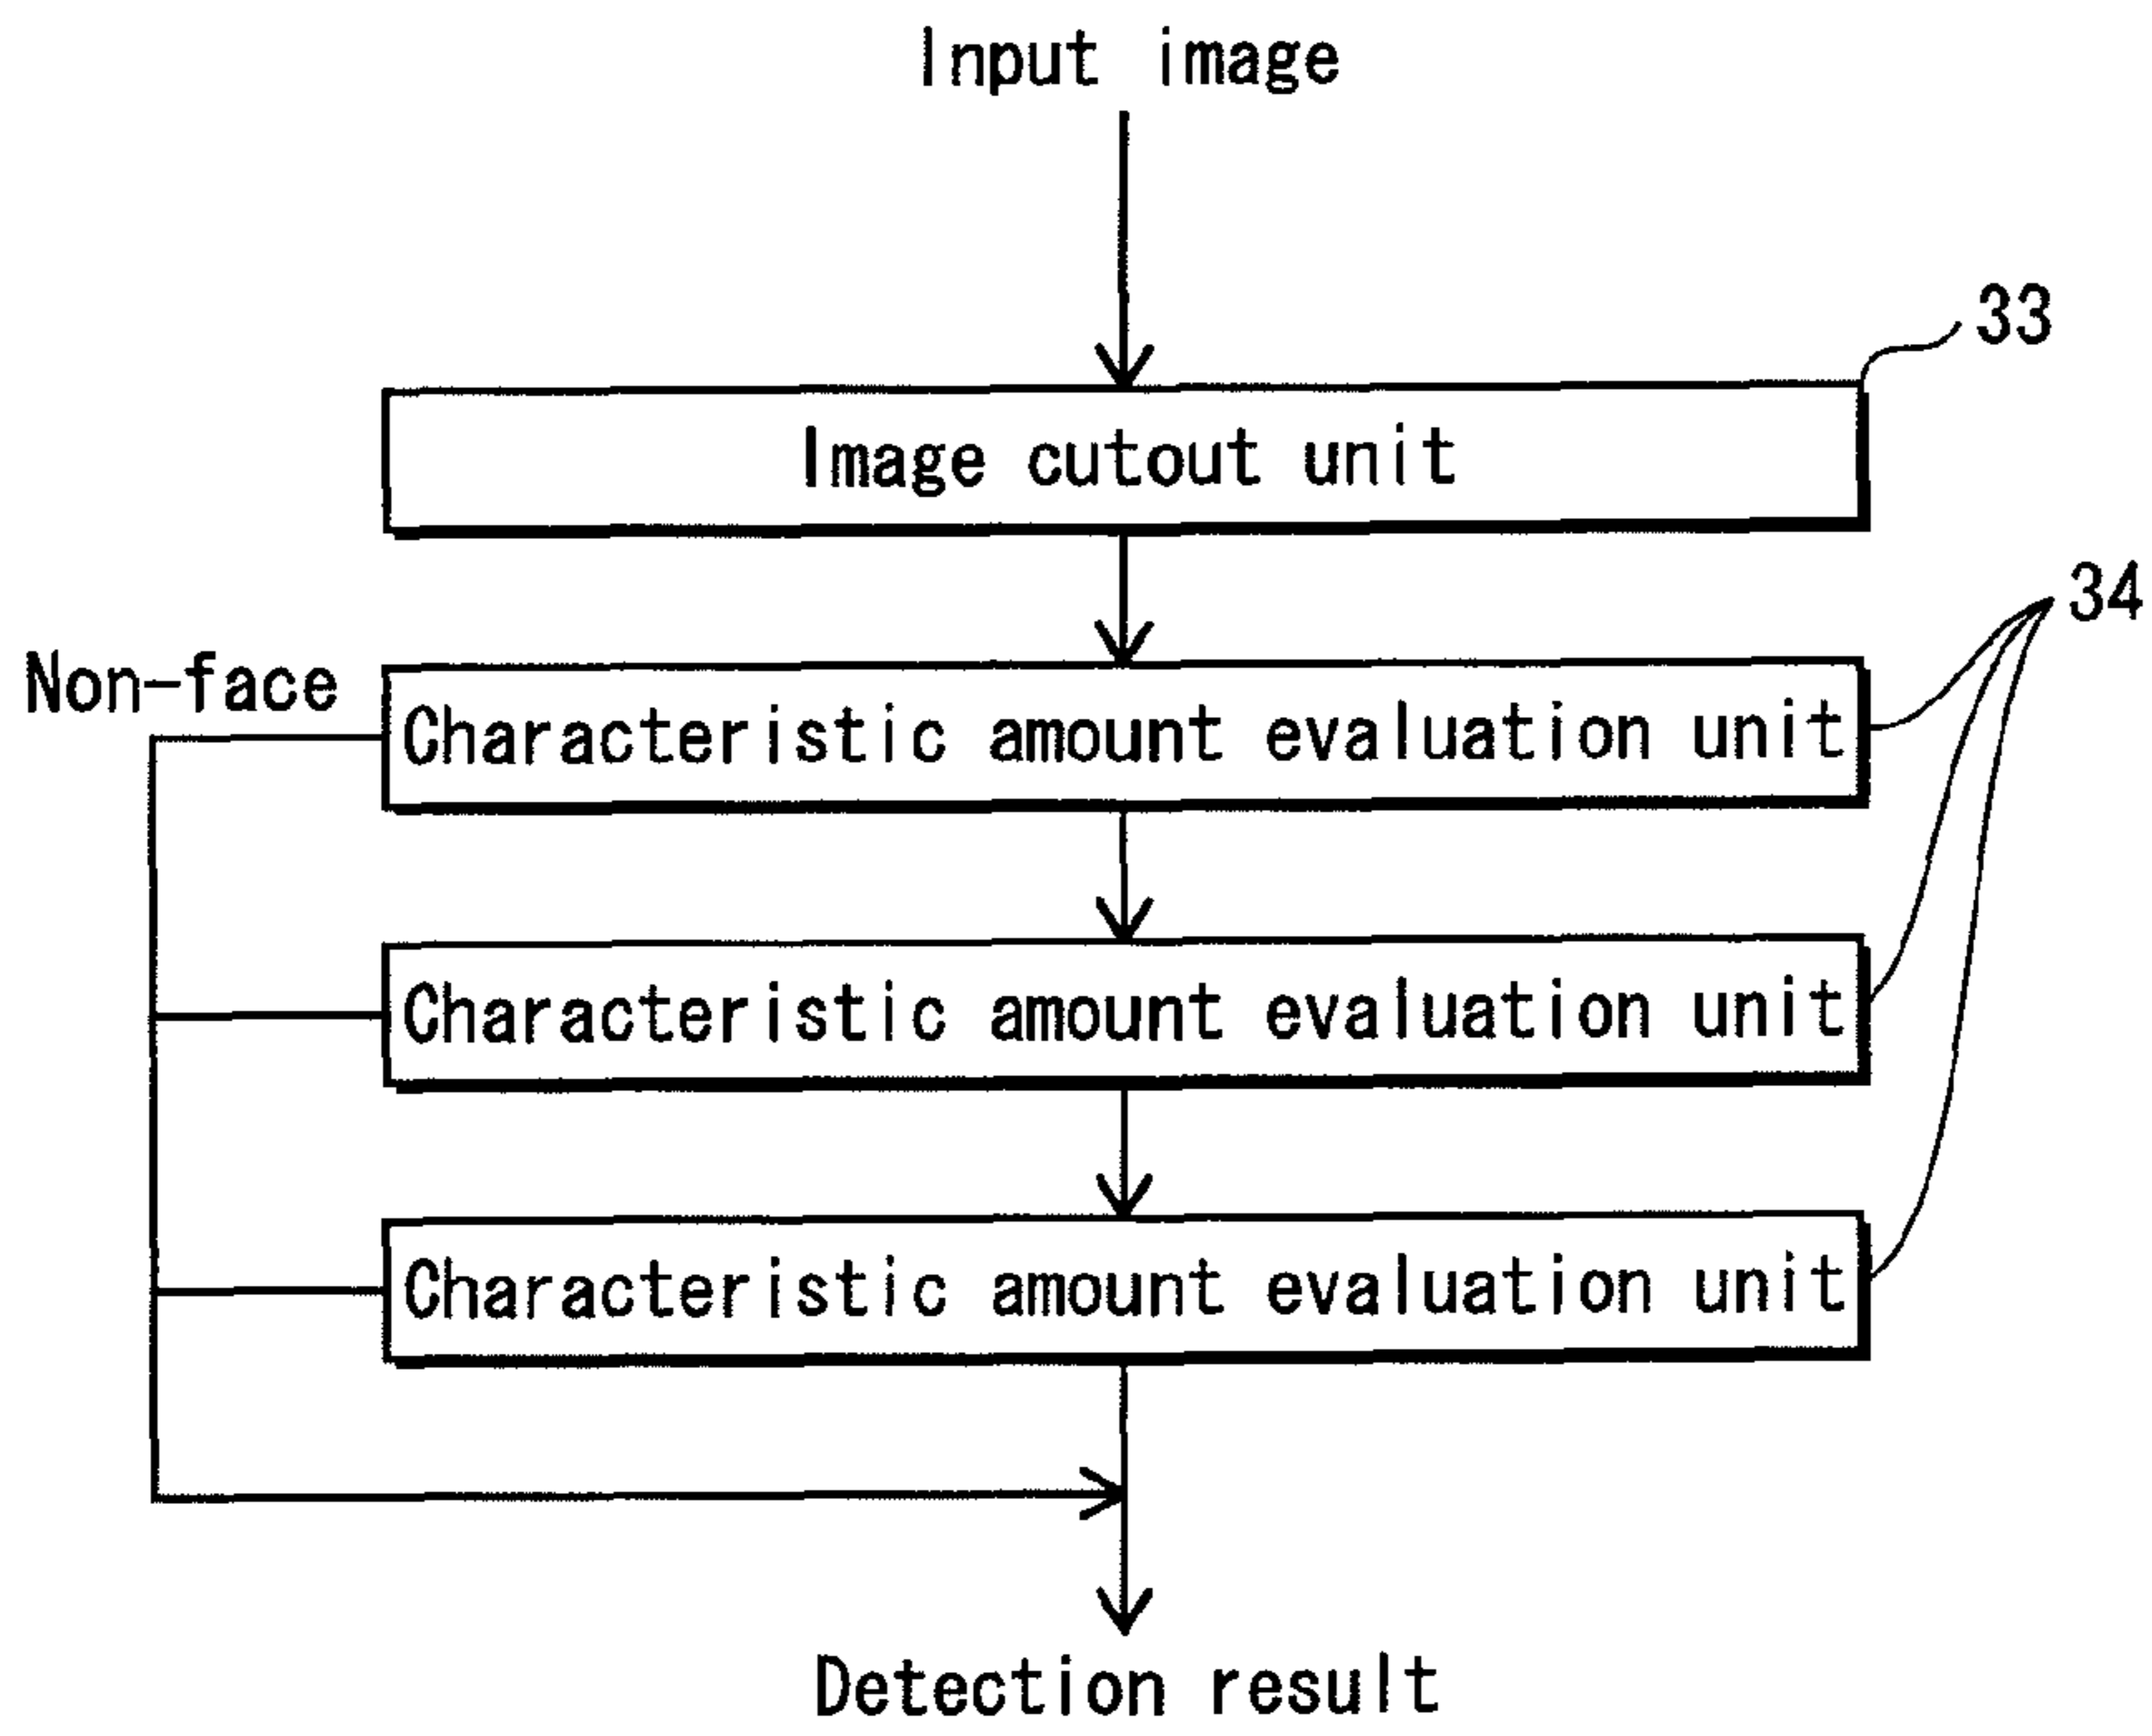 Input image
33
Image cutout unit
34
Non-face
Characteristic amount evaluation unit
Characteristic amount evaluation unit
Characteristic amount evaluation unit
Detection result